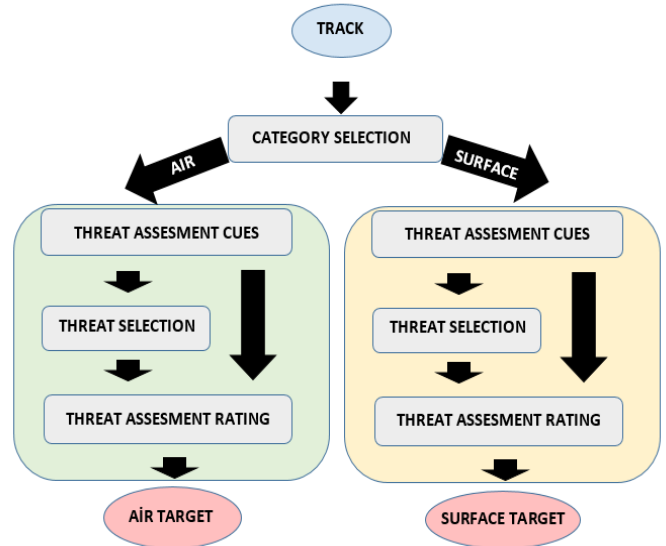 TRACK
CATEGORY SELECTION
AIR
SURFACE
THREAT ASSESMENT CUES
THREAT ASSESMENT CUES
THREAT SELECTION
THREAT SELECTION
THREAT ASSESMENT RATING
THREAT ASSESMENT RATING
AİR TARGET
SURFACE TARGET